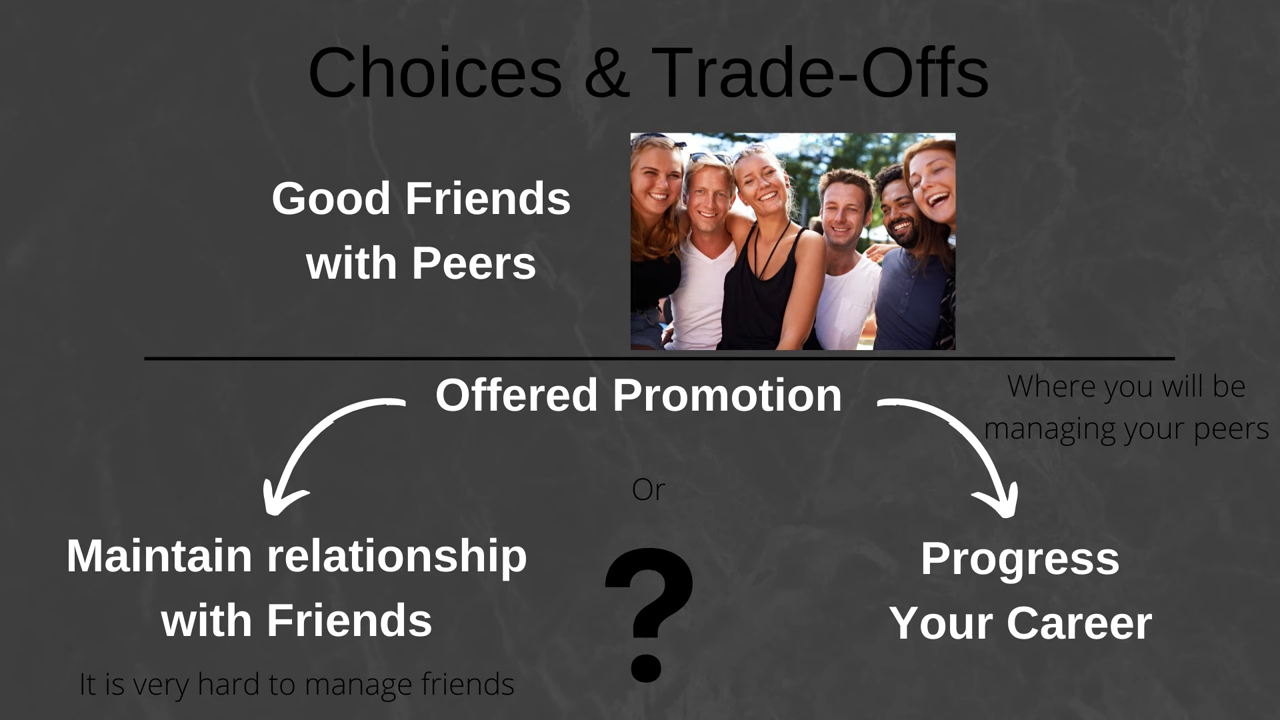 Choices & Trade-Offs
Good Friends
with Peers
Offered Promotion
Where you will be
managing your peers
Or
Maintain relationship
with Friends
?
Progress
Your Career
It is very hard to manage friends